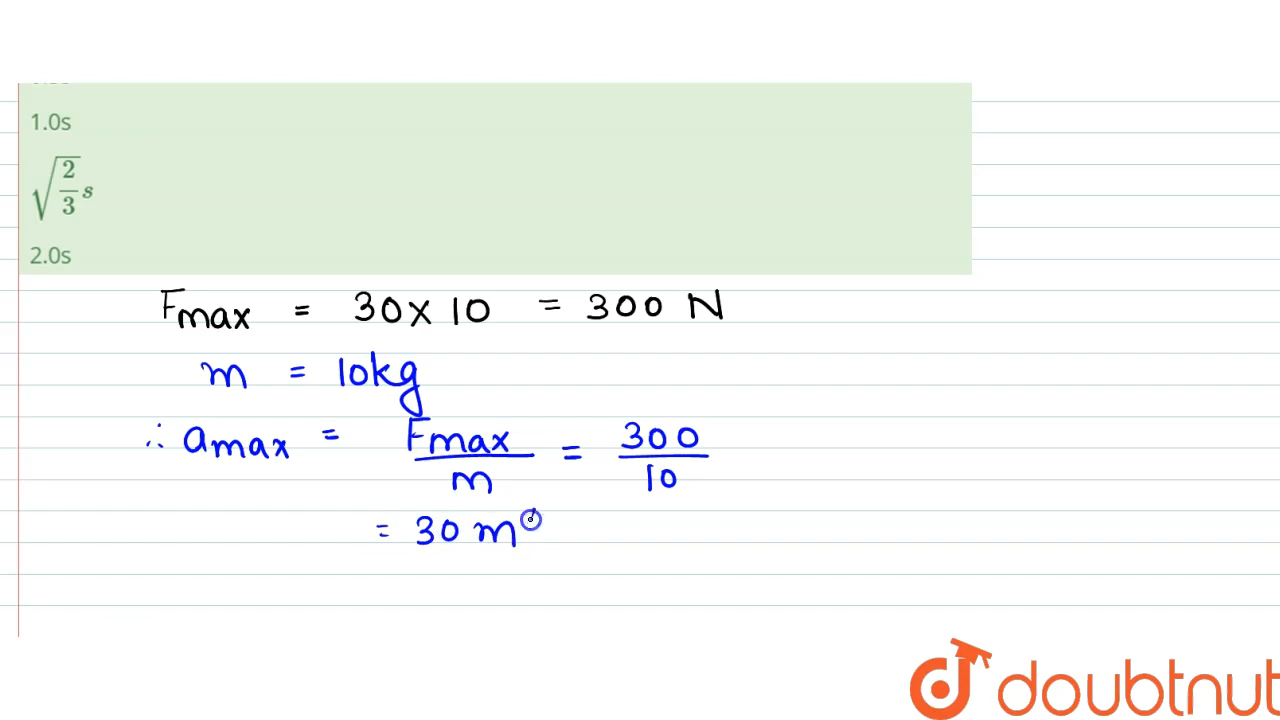 1.0s
√2/3 s
2.0s
Fmax = 30 x 10 = 300 N
m = 10kg
∴ amax = Fmax/m = 300/10
= 30 m
doubtnut